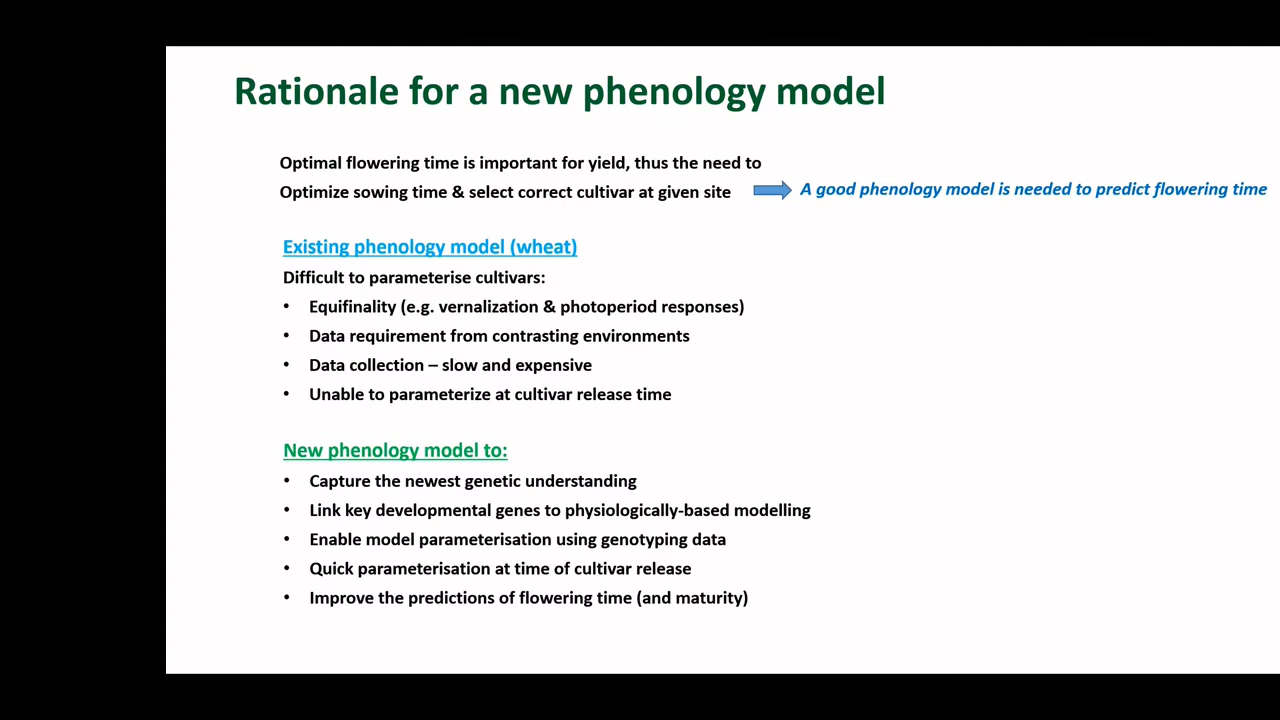 Rationale for a new phenology model
Optimal flowering time is important for yield, thus the need to
Optimize sowing time & select correct cultivar at given site
A good phenology model is needed to predict flowering time
Existing phenology model (wheat)
Difficult to parameterise cultivars:
• Equifinality (e.g. vernalization & photoperiod responses)
• Data requirement from contrasting environments
• Data collection – slow and expensive
• Unable to parameterize at cultivar release time
New phenology model to:
• Capture the newest genetic understanding
• Link key developmental genes to physiologically-based modelling
• Enable model parameterisation using genotyping data
• Quick parameterisation at time of cultivar release
• Improve the predictions of flowering time (and maturity)